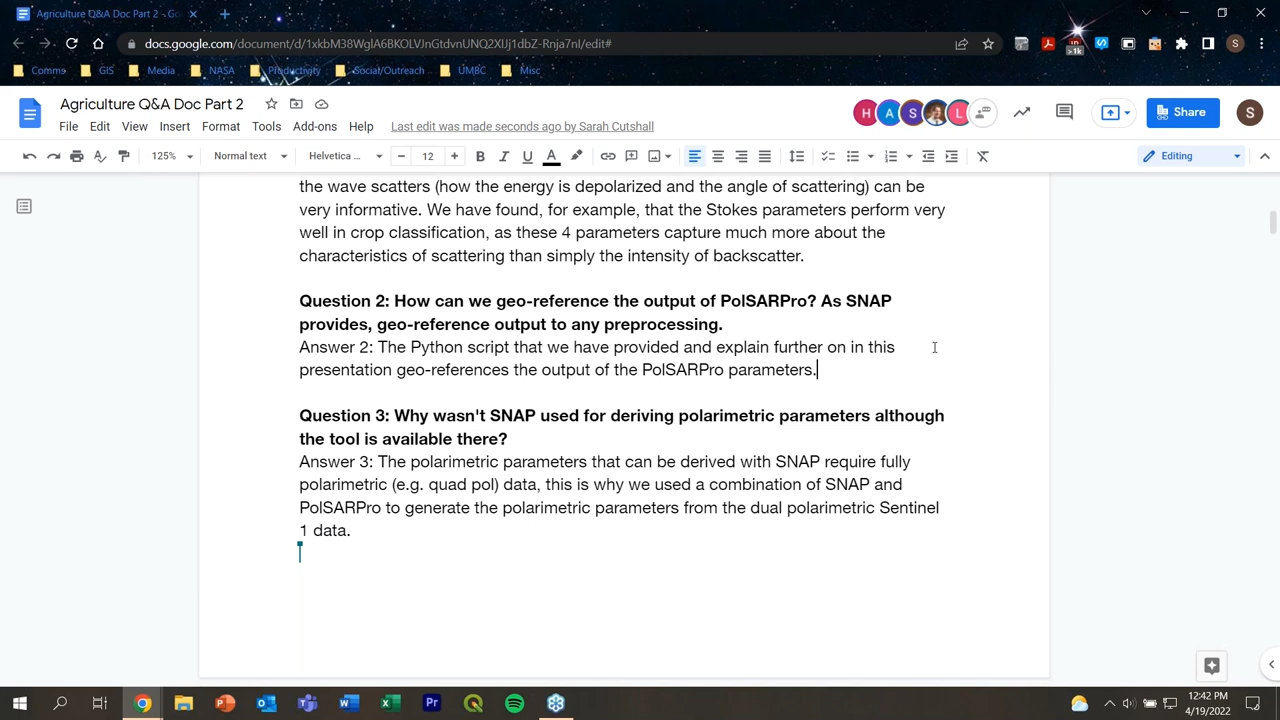 Agriculture Q&A Doc Part 2 - Go
docs.google.com/document/d/1xkbM38WglA6BKOLVJnGtdvnUNQ2XIJj1dbZ-Rnja7nI/edit#
>1k
S
Comms GIS Media NASA Productivity Social/Outreach UMBC Misc
Agriculture Q&A Doc Part 2
H A S L
Share
S
File Edit View Insert Format Tools Add-ons Help Last edit was made seconds ago by Sarah Cutshall
125% Normal text Helvetica ... 12 B I U A Editing
the wave scatters (how the energy is depolarized and the angle of scattering) can be
very informative. We have found, for example, that the Stokes parameters perform very
well in crop classification, as these 4 parameters capture much more about the
characteristics of scattering than simply the intensity of backscatter.
Question 2: How can we geo-reference the output of PolSARPro? As SNAP
provides, geo-reference output to any preprocessing.
Answer 2: The Python script that we have provided and explain further on in this
presentation geo-references the output of the PolSARPro parameters.
Question 3: Why wasn't SNAP used for deriving polarimetric parameters although
the tool is available there?
Answer 3: The polarimetric parameters that can be derived with SNAP require fully
polarimetric (e.g. quad pol) data, this is why we used a combination of SNAP and
PolSARPro to generate the polarimetric parameters from the dual polarimetric Sentinel
1 data.
12:42 PM
4/19/2022